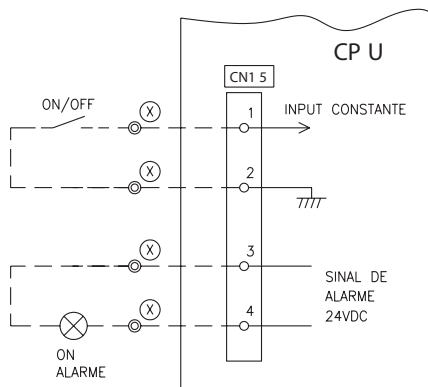 CP U
CN1 5
ON/OFF
X
1
INPUT CONSTANTE
X
2
X
3
SINAL DE
ALARME
24VDC
X
4
ON
ALARME